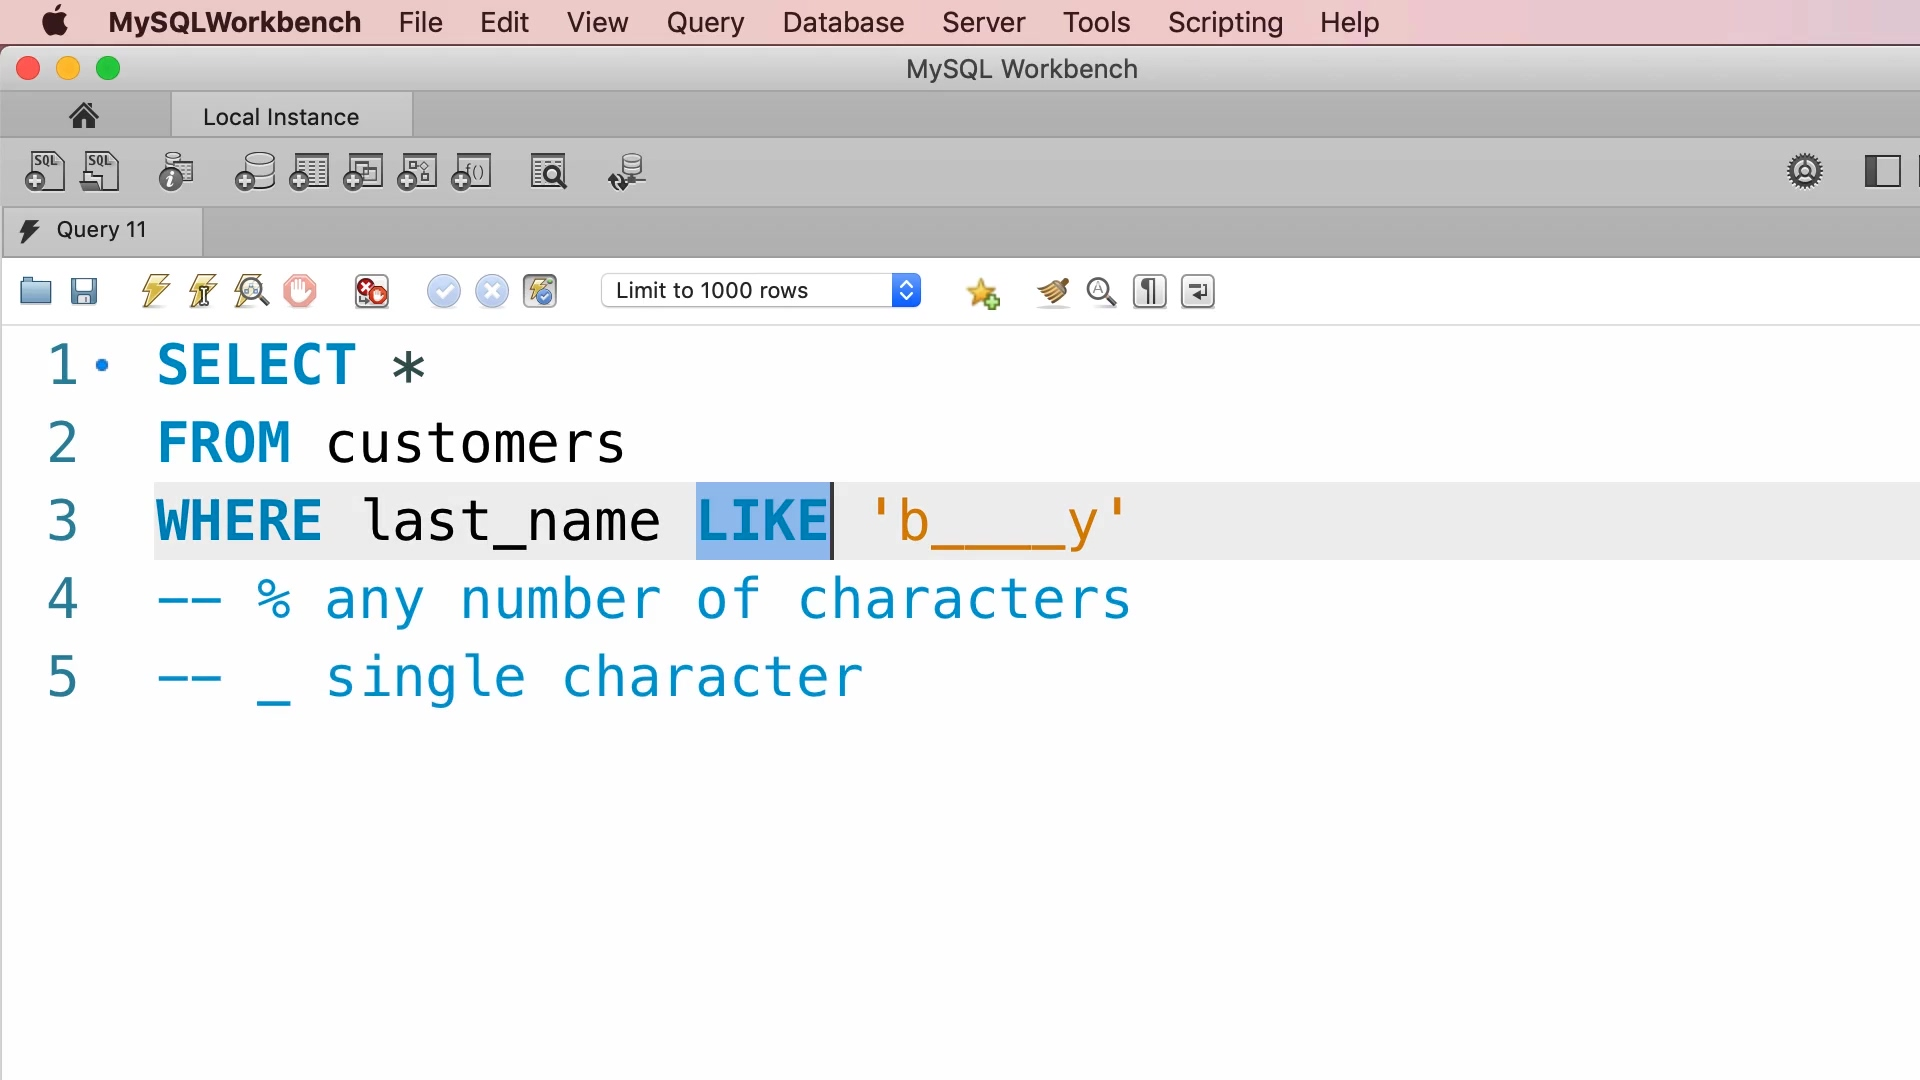 MySQLWorkbench File Edit View Query Database Server Tools Scripting Help
MySQL Workbench
Local Instance
SQL SQL f()
Query 11
Limit to 1000 rows
1 SELECT *
2 FROM customers
3 WHERE last_name LIKE 'b____y'
4 -- % any number of characters
5 -- _ single character